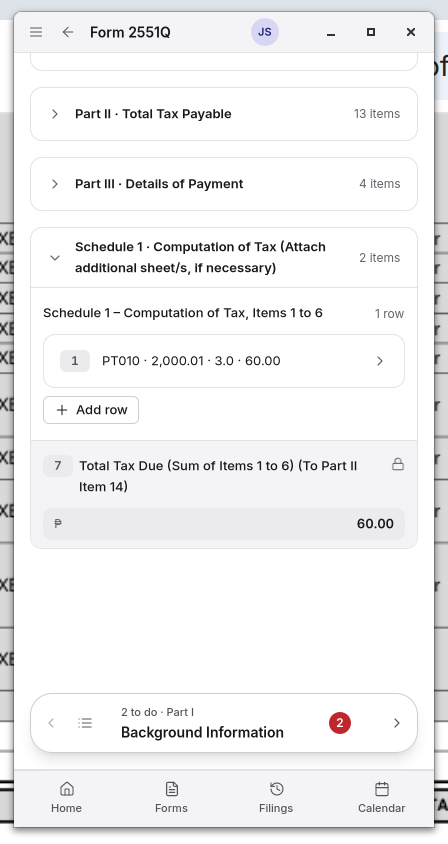 Form 2551Q
JS
Part II · Total Tax Payable
13 items
Part III · Details of Payment
4 items
Schedule 1 · Computation of Tax (Attach
additional sheet/s, if necessary)
2 items
Schedule 1 – Computation of Tax, Items 1 to 6
1 row
1
PT010 · 2,000.01 · 3.0 · 60.00
Add row
7
Total Tax Due (Sum of Items 1 to 6) (To Part II
Item 14)
₱
60.00
2 to do · Part I
Background Information
2
Home
Forms
Filings
Calendar